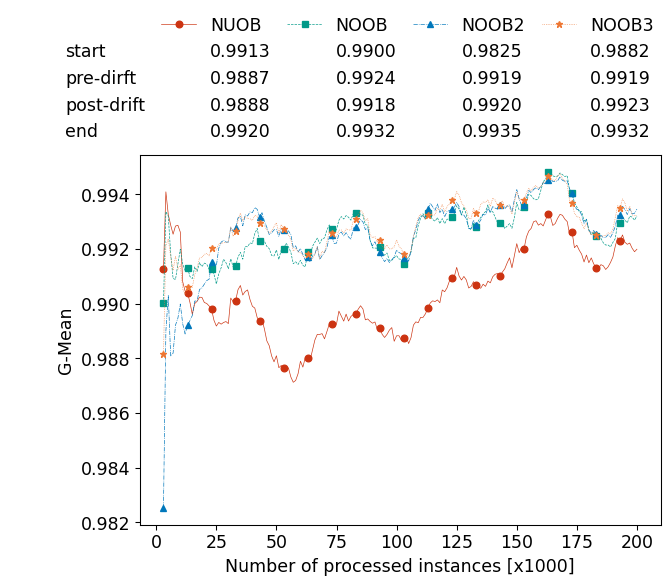 NUOB NOOB NOOB2 NOOB3
start 0.9913 0.9900 0.9825 0.9882
pre-dirft 0.9887 0.9924 0.9919 0.9919
post-drift 0.9888 0.9918 0.9920 0.9923
end 0.9920 0.9932 0.9935 0.9932
G-Mean
0.994
0.992
0.990
0.988
0.986
0.984
0.982
0 25 50 75 100 125 150 175 200
Number of processed instances [x1000]